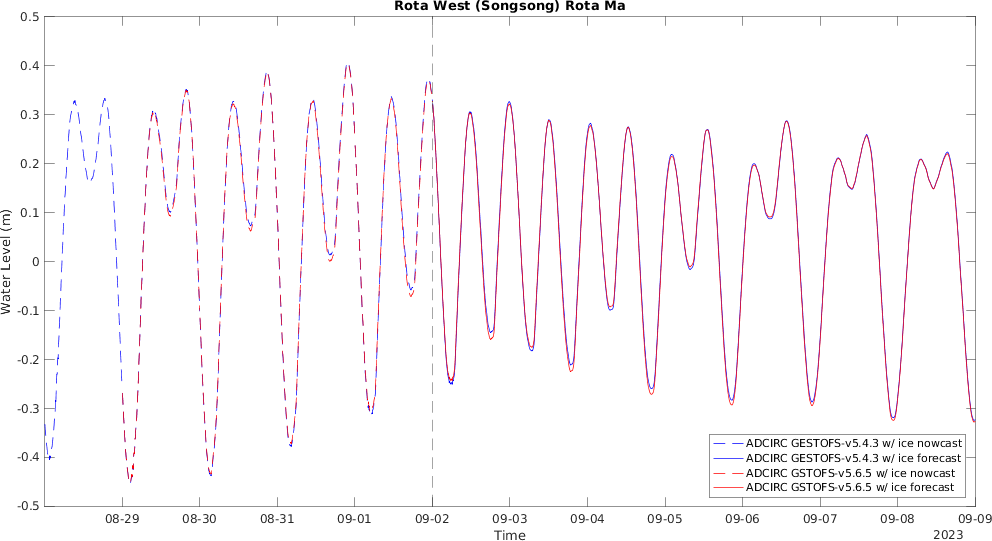 Rota West (Songsong) Rota Ma
Water Level (m)
0.5
0.4
0.3
0.2
0.1
0
-0.1
-0.2
-0.3
-0.4
-0.5
ADCIRC GESTOFS-v5.4.3 w/ ice nowcast
ADCIRC GESTOFS-v5.4.3 w/ ice forecast
ADCIRC GSTOFS-v5.6.5 w/ ice nowcast
ADCIRC GSTOFS-v5.6.5 w/ ice forecast
08-29 08-30 08-31 09-01 09-02 09-03 09-04 09-05 09-06 09-07 09-08 09-09
Time
2023